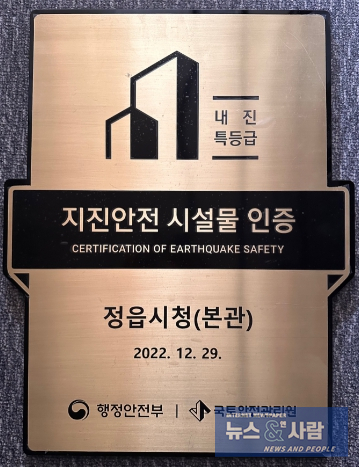 내 진
특등급
지진안전 시설물 인증
CERTIFICATION OF EARTHQUAKE SAFETY
정읍시청(본관)
2022. 12. 29.
행정안전부 | 국토안전관리원
뉴스&사람
NEWS AND PEOPLE